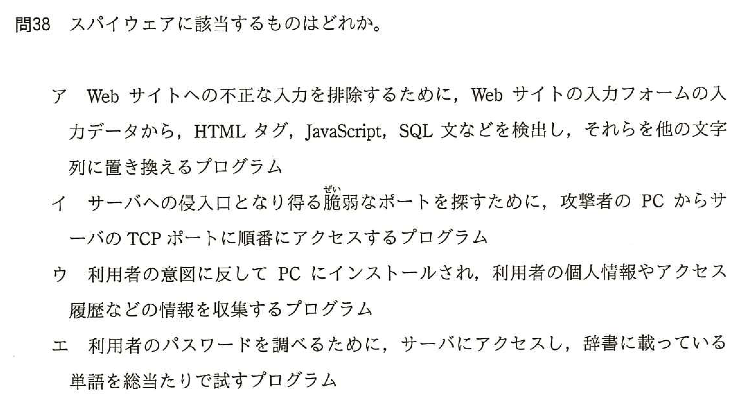 問38 スパイウェアに該当するものはどれか。
ア Web サイトへの不正な入力を排除するために，Web サイトの入力フォームの入
力データから，HTML タグ，JavaScript，SQL 文などを検出し，それらを他の文字
列に置き換えるプログラム
イ サーバへの侵入口となり得る脆弱なポートを探すために，攻撃者の PC からサ
ーバの TCP ポートに順番にアクセスするプログラム
ウ 利用者の意図に反して PC にインストールされ，利用者の個人情報やアクセス
履歴などの情報を収集するプログラム
エ 利用者のパスワードを調べるために，サーバにアクセスし，辞書に載っている
単語を総当たりで試すプログラム